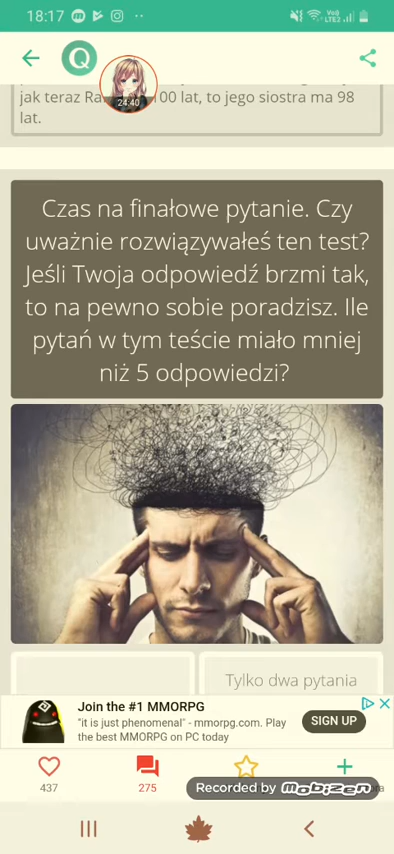 18:17
Vo))
LTE2
Q
24:40
jak teraz Ra 00 lat, to jego siostra ma 98
lat.
Czas na finałowe pytanie. Czy
uważnie rozwiązywałeś ten test?
Jeśli Twoja odpowiedź brzmi tak,
to na pewno sobie poradzisz. Ile
pytań w tym teście miało mniej
niż 5 odpowiedzi?
Tylko dwa pytania
Join the #1 MMORPG
"it is just phenomenal" - mmorpg.com. Play
the best MMORPG on PC today
SIGN UP
437
275
Recorded by mobizen